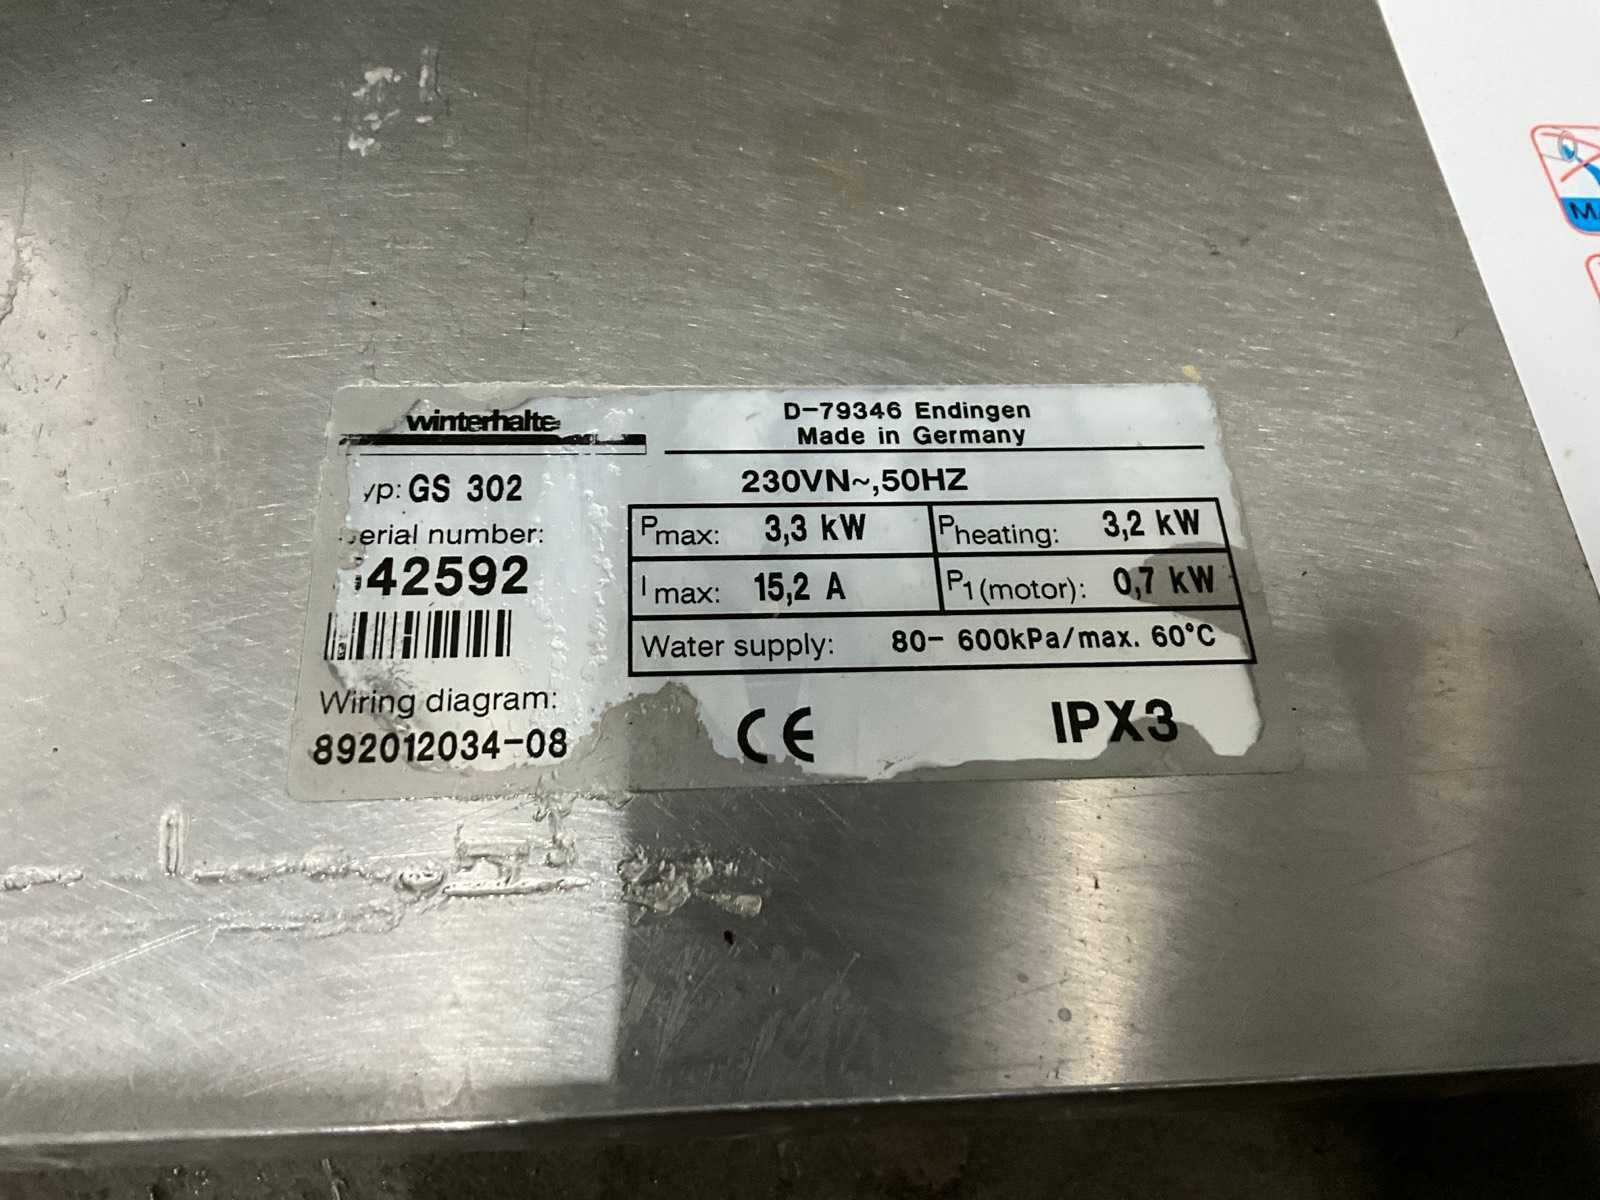 winterhalte
D-79346 Endingen
Made in Germany
yp: GS 302
230VN~,50HZ
erial number:
42592
Pmax: 3,3 kW
Pheating: 3,2 kW
I max: 15,2 A
P1 (motor): 0,7 kW
Water supply: 80- 600kPa/max. 60°C
Wiring diagram:
892012034-08
CE
IPX3